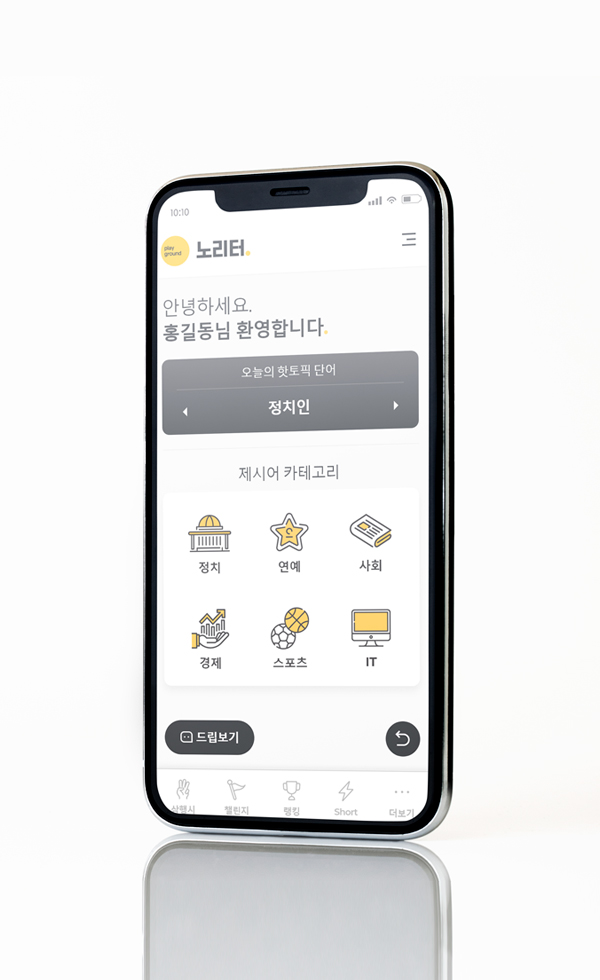 10:10
play
ground
노리터.
안녕하세요.
홍길동님 환영합니다.
오늘의 핫토픽 단어
정치인
제시어 카테고리
정치 연예 사회
경제 스포츠 IT
드립보기
삼행시 챌린지 랭킹 Short 더보기